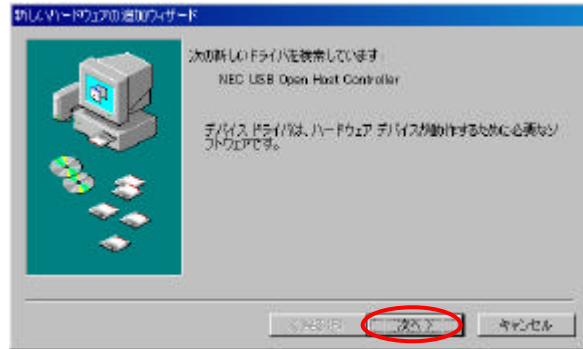 新しいハードウェアの追加ウィザード
次の新しいドライバを検索しています:
NEC USB Open Host Controller
デバイス ドライバは、ハードウェア デバイスが動作するために必要なソ
フトウェアです。
< 戻る(B)
次へ >
キャンセル